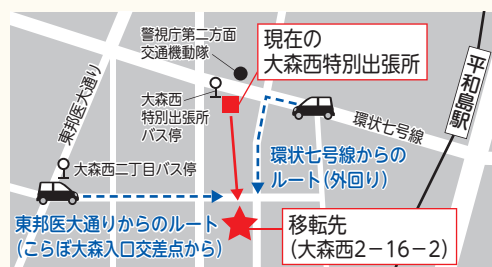 警視庁第二方面
交通機動隊
現在の
大森西特別出張所
平和島駅
東邦医大通り
大森西
特別出張所
バス停
環状七号線
大森西二丁目バス停
環状七号線からの
ルート(外回り)
東邦医大通りからのルート
(こらぼ大森入口交差点から)
移転先
(大森西2−16−2)